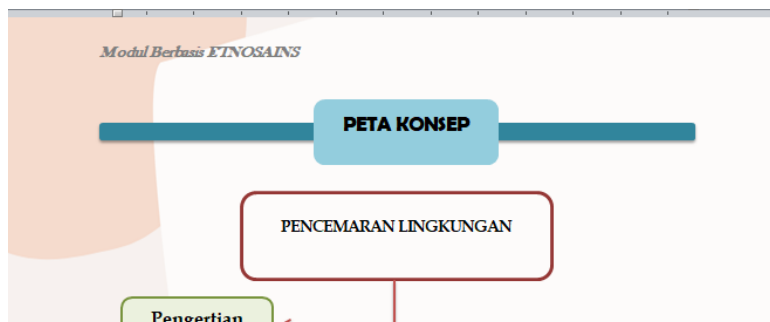 Modul Berbasis ETNOSAINS
PETA KONSEP
PENCEMARAN LINGKUNGAN
Pengertian